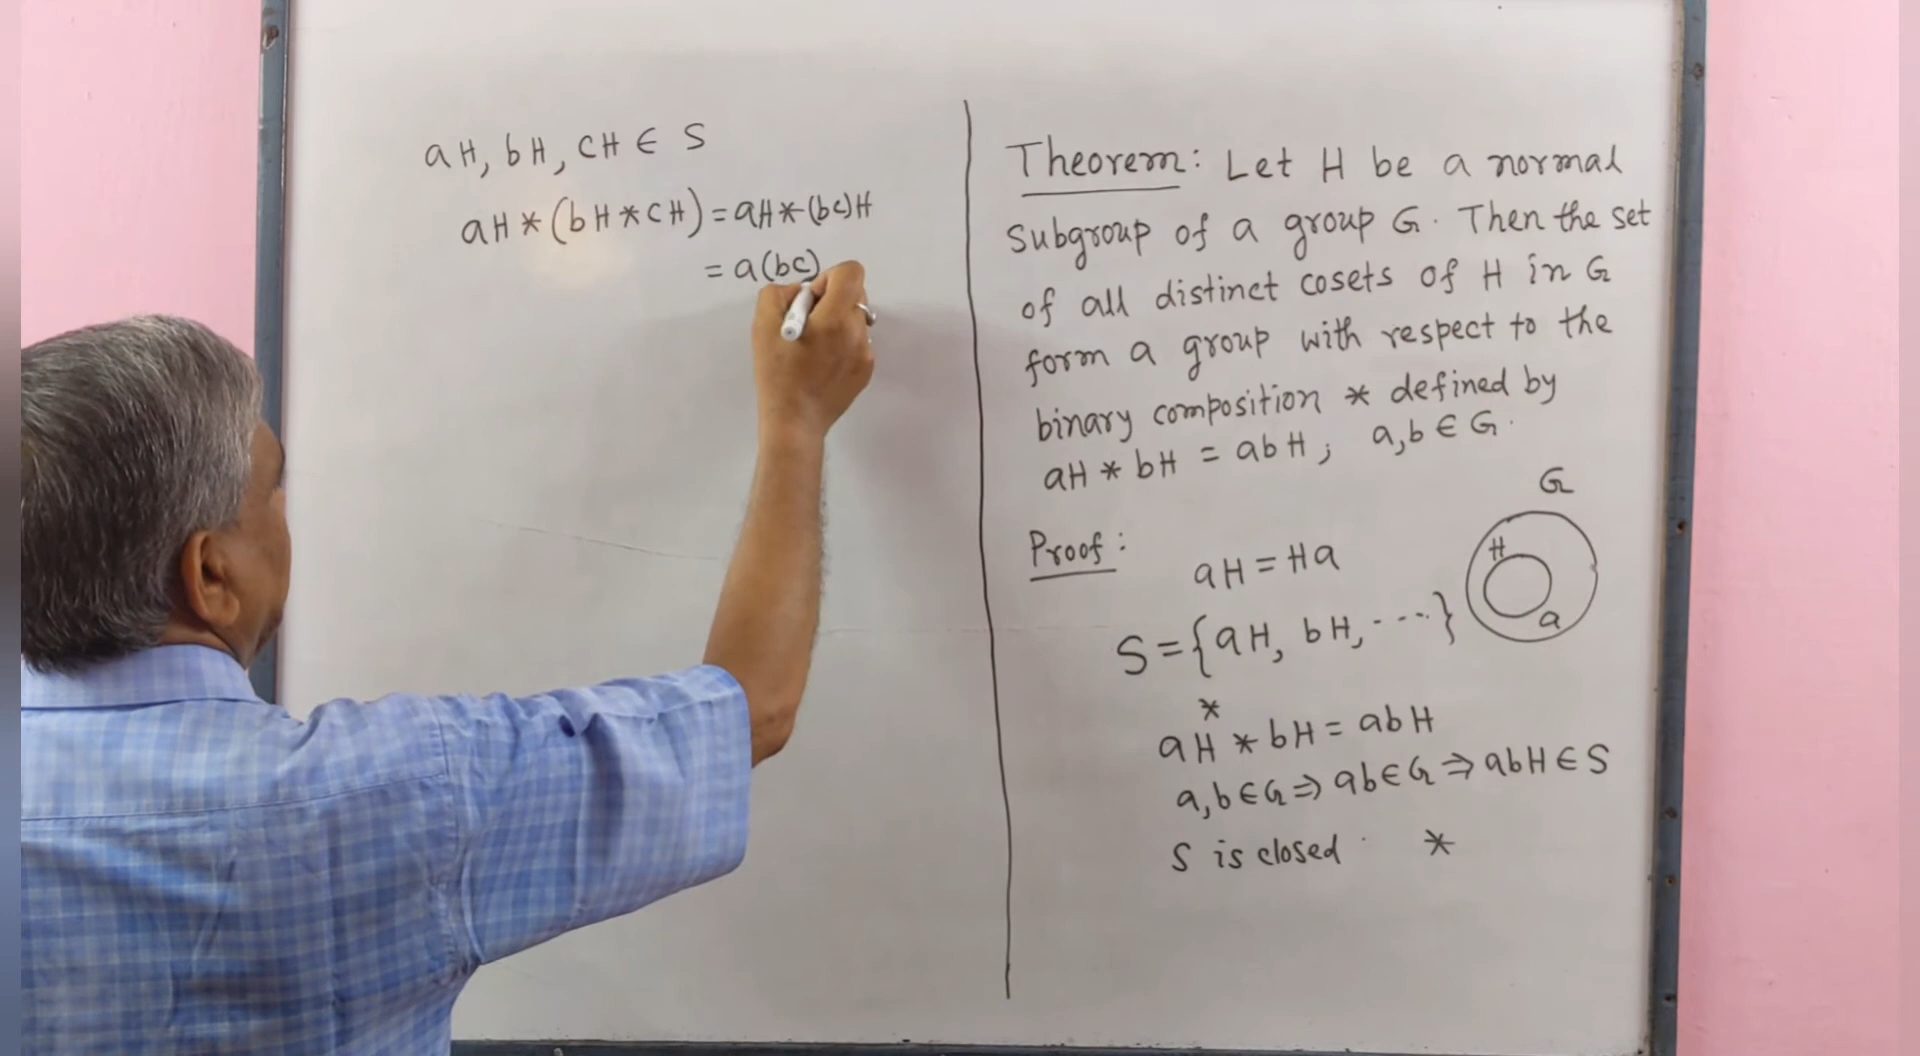 aH, bH, cH ∈ S
aH * (bH * cH) = aH * (bc)H
= a(bc)
Theorem: Let H be a normal
subgroup of a group G. Then the set
of all distinct cosets of H in G
form a group with respect to the
binary composition * defined by
aH * bH = abH; a,b ∈ G.
G
Proof:
aH = Ha
H
a
S = {aH, bH, ....}
*
aH * bH = abH
a,b ∈ G ⇒ ab ∈ G ⇒ abH ∈ S
S is closed. *